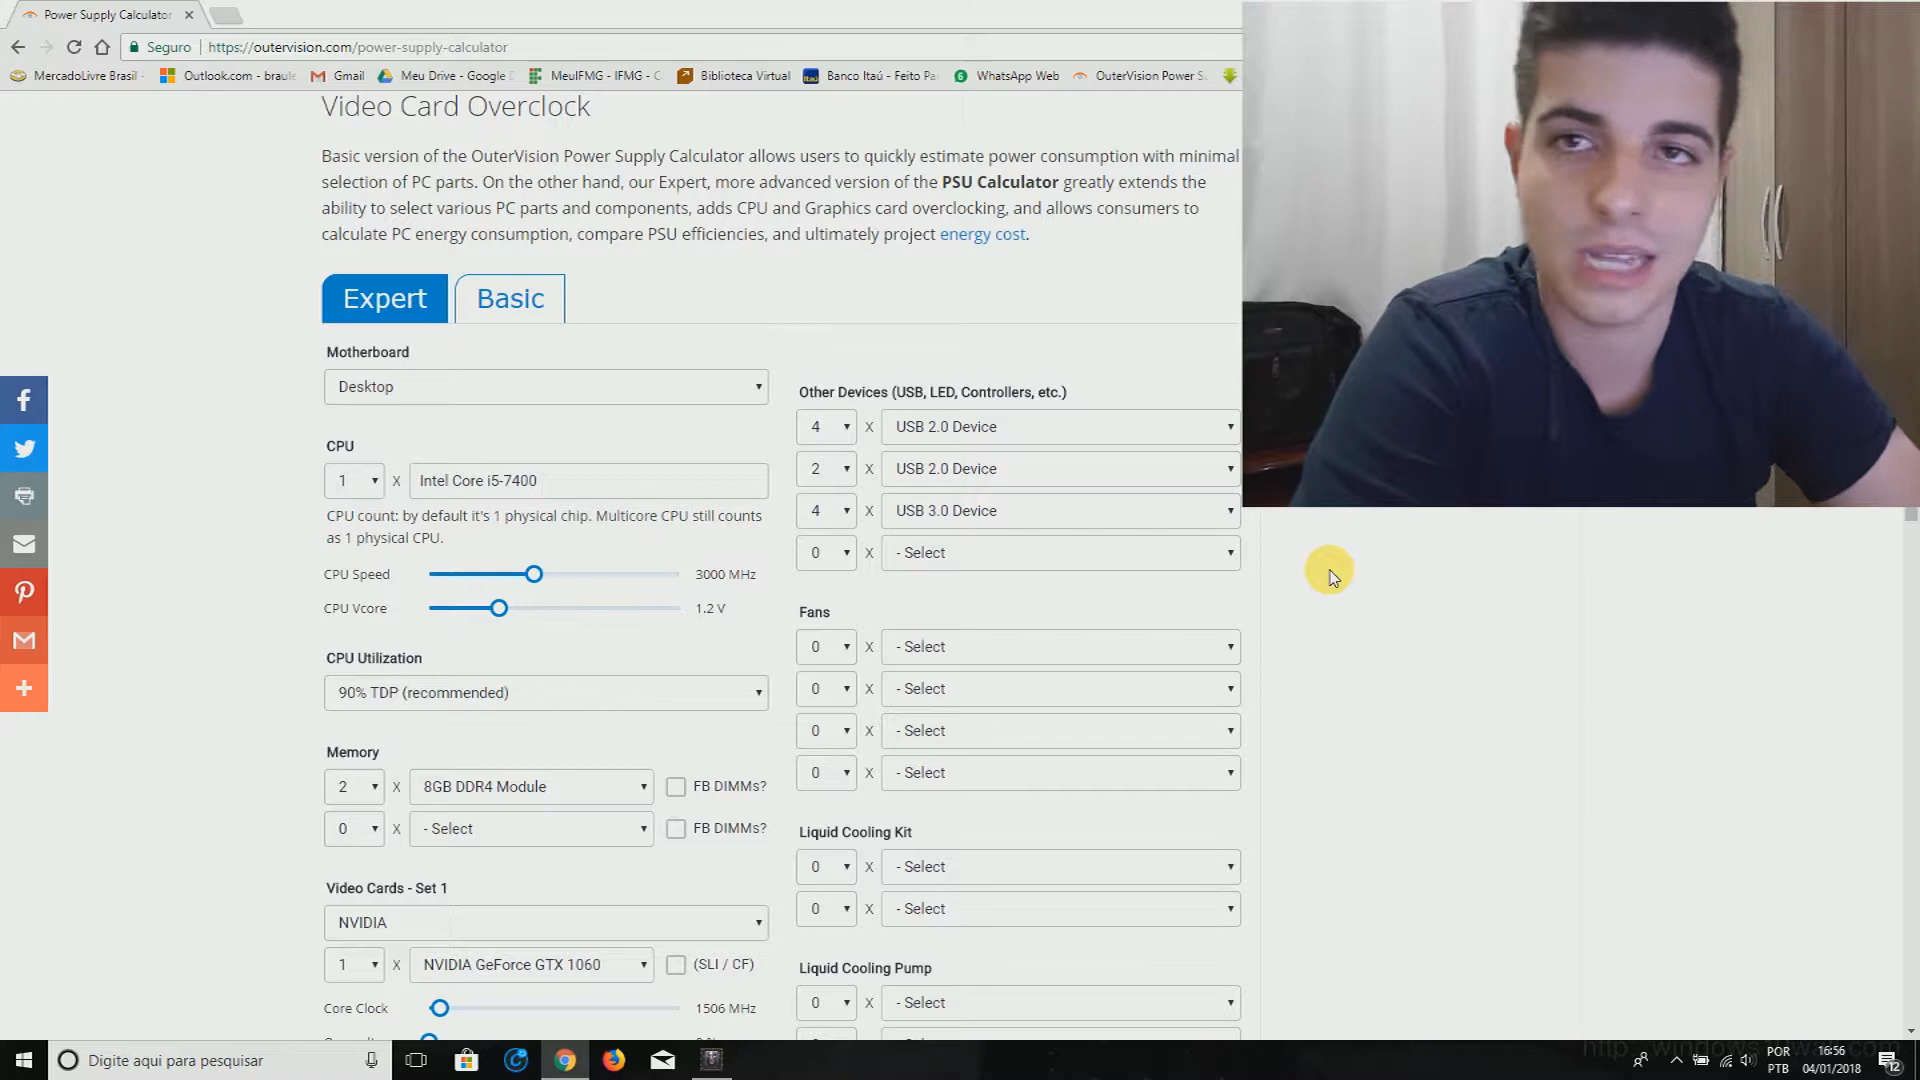 Power Supply Calculator
Seguro https://outervision.com/power-supply-calculator
MercadoLivre Brasil - Outlook.com - braule Gmail Meu Drive - Google D MeuIFMG - IFMG - C Biblioteca Virtual Banco Itaú - Feito Pa WhatsApp Web OuterVision Power S
Video Card Overclock
Basic version of the OuterVision Power Supply Calculator allows users to quickly estimate power consumption with minimal
selection of PC parts. On the other hand, our Expert, more advanced version of the PSU Calculator greatly extends the
ability to select various PC parts and components, adds CPU and Graphics card overclocking, and allows consumers to
calculate PC energy consumption, compare PSU efficiencies, and ultimately project energy cost.
Expert Basic
Motherboard
Desktop
CPU
1 X Intel Core i5-7400
CPU count: by default it's 1 physical chip. Multicore CPU still counts
as 1 physical CPU.
CPU Speed 3000 MHz
CPU Vcore 1.2 V
CPU Utilization
90% TDP (recommended)
Memory
2 X 8GB DDR4 Module FB DIMMs?
0 X - Select FB DIMMs?
Video Cards - Set 1
NVIDIA
1 X NVIDIA GeForce GTX 1060 (SLI / CF)
Core Clock 1506 MHz
Other Devices (USB, LED, Controllers, etc.)
4 X USB 2.0 Device
2 X USB 2.0 Device
4 X USB 3.0 Device
0 X - Select
Fans
0 X - Select
0 X - Select
0 X - Select
0 X - Select
Liquid Cooling Kit
0 X - Select
0 X - Select
Liquid Cooling Pump
0 X - Select
Digite aqui para pesquisar
POR
PTB
16:56
04/01/2018
12